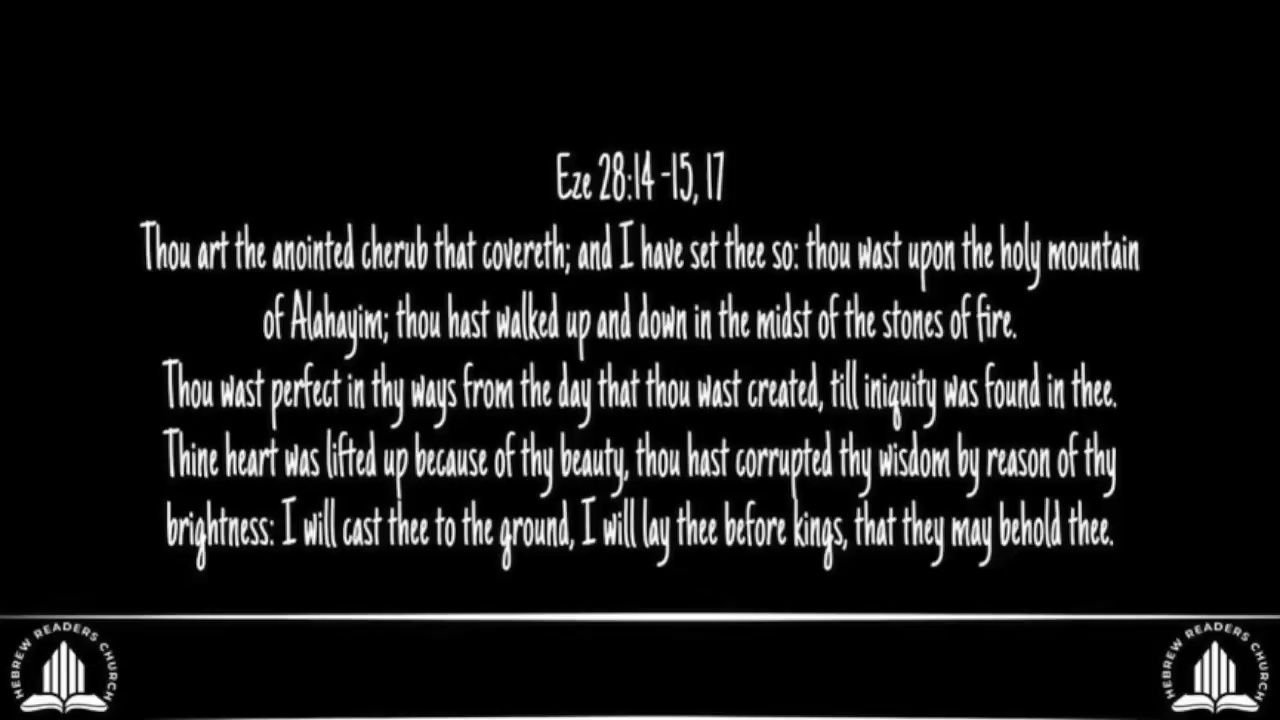 Eze 28:14 -15, 17
Thou art the anointed cherub that covereth; and I have set thee so: thou wast upon the holy mountain
of Alahayim; thou hast walked up and down in the midst of the stones of fire.
Thou wast perfect in thy ways from the day that thou wast created, till iniquity was found in thee.
Thine heart was lifted up because of thy beauty, thou hast corrupted thy wisdom by reason of thy
brightness: I will cast thee to the ground, I will lay thee before kings, that they may behold thee.
HEBREW READERS CHURCH
HEBREW READERS CHURCH